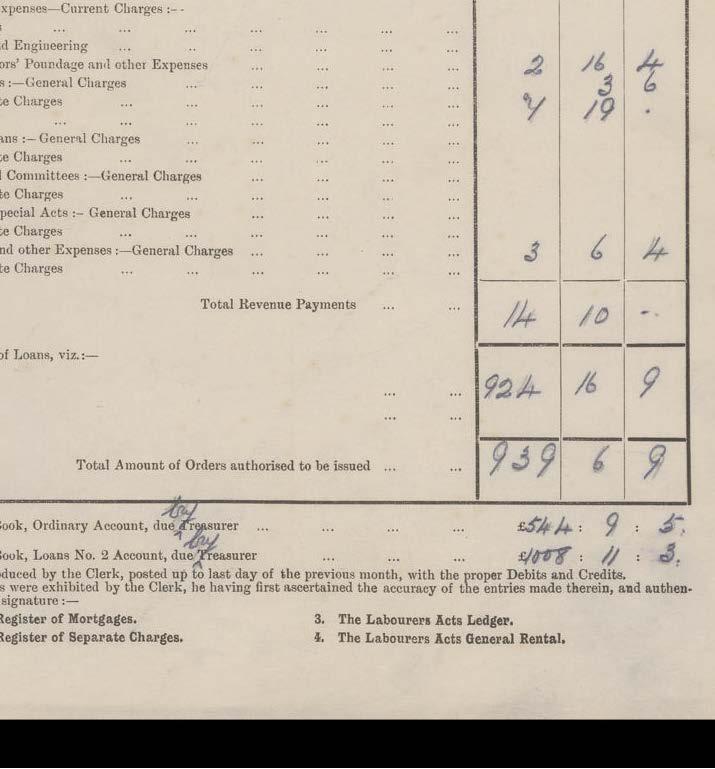 xpenses—Current Charges :--
s ... ... ... ... ... ... ...
d Engineering ... .. ... ... ... ...
ors' Poundage and other Expenses ... ... ... ... 2 16 4
s :—General Charges ... ... ... ... ... 3 6
te Charges ... ... ... ... ... ... 7 19 .
... ... ... ... ... ... ...
ans :—General Charges ... ... ... ... ...
te Charges ... ... ... ... ... ...
l Committees :—General Charges ... ... ... ...
te Charges ... ... ... ... ... ...
pecial Acts :- General Charges ... ... ... ...
te Charges ... ... ... ... ... ...
nd other Expenses :—General Charges ... ... ... ... 3 6 4
te Charges ... ... ... ... ... ...
Total Revenue Payments ... ... 14 10 -.
of Loans, viz.:—
... ... 924 16 9
... ...
Total Amount of Orders authorised to be issued ... ... 939 6 9
by
ook, Ordinary Account, due ^ Treasurer ... ... ... ... £544 : 9 : 5.
by
ook, Loans No. 2 Account, due ^ Treasurer ... ... ... £1008 : 11 : 3.
duced by the Clerk, posted up to last day of the previous month, with the proper Debits and Credits.
s were exhibited by the Clerk, he having first ascertained the accuracy of the entries made therein, and authen-
signature :—
Register of Mortgages. 3. The Labourers Acts Ledger.
Register of Separate Charges. 4. The Labourers Acts General Rental.